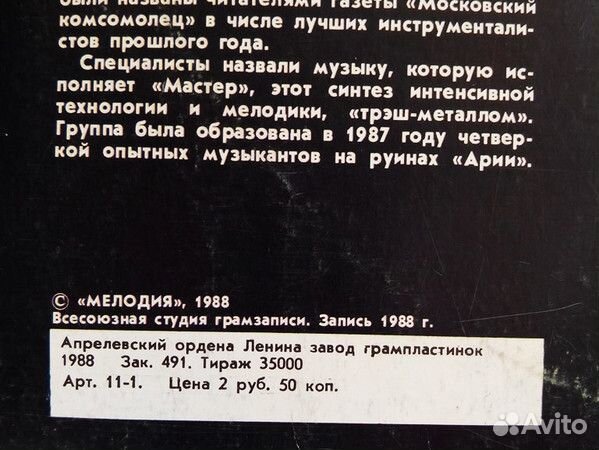 были названы читателями газеты «Московский
комсомолец» в числе лучших инструментали-
стов прошлого года.
Специалисты назвали музыку, которую ис-
полняет «Мастер», этот синтез интенсивной
технологии и мелодики, «трэш-металлом».
Группа была образована в 1987 году четвер-
кой опытных музыкантов на руинах «Арии».
© «МЕЛОДИЯ», 1988
Всесоюзная студия грамзаписи. Запись 1988 г.
Апрелевский ордена Ленина завод грампластинок
1988 Зак. 491. Тираж 35000
Арт. 11-1. Цена 2 руб. 50 коп.
Avito